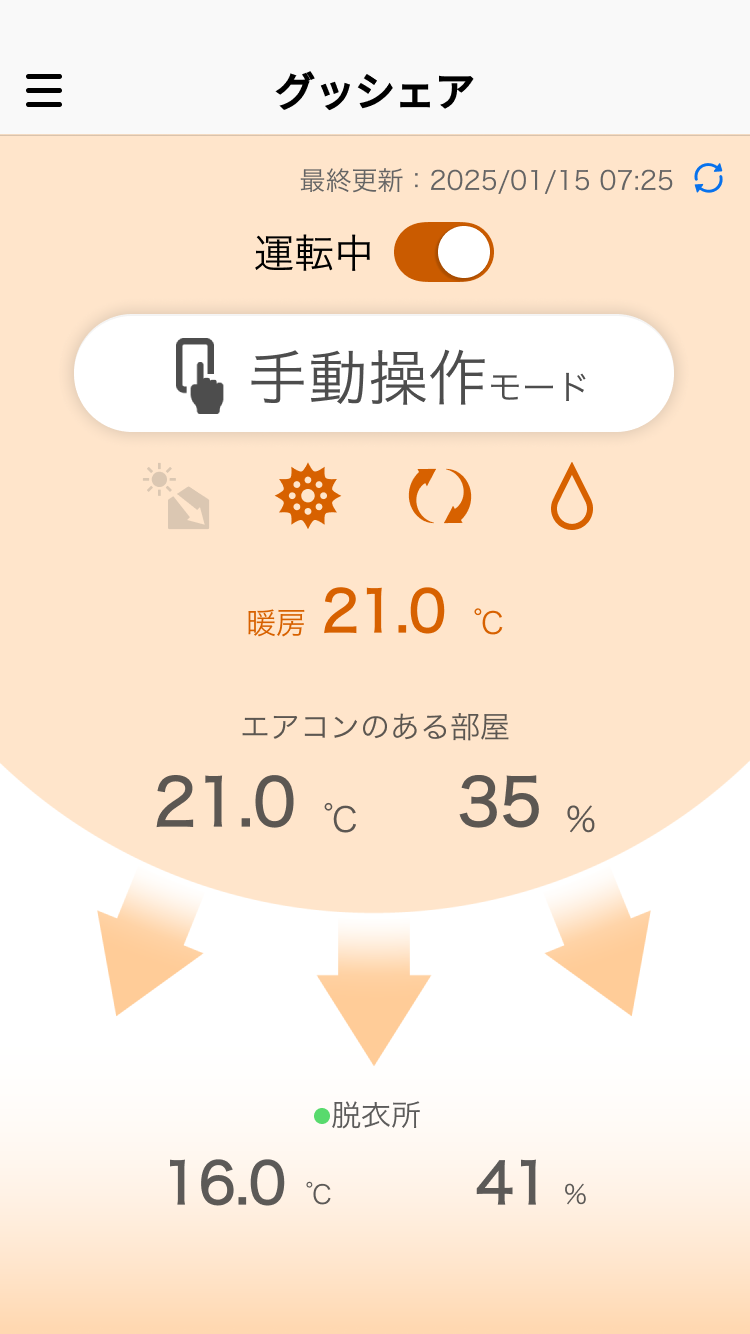 グッシェア
最終更新：2025/01/15 07:25
運転中
手動操作モード
暖房 21.0 ℃
エアコンのある部屋
21.0 ℃ 35 %
脱衣所
16.0 ℃ 41 %